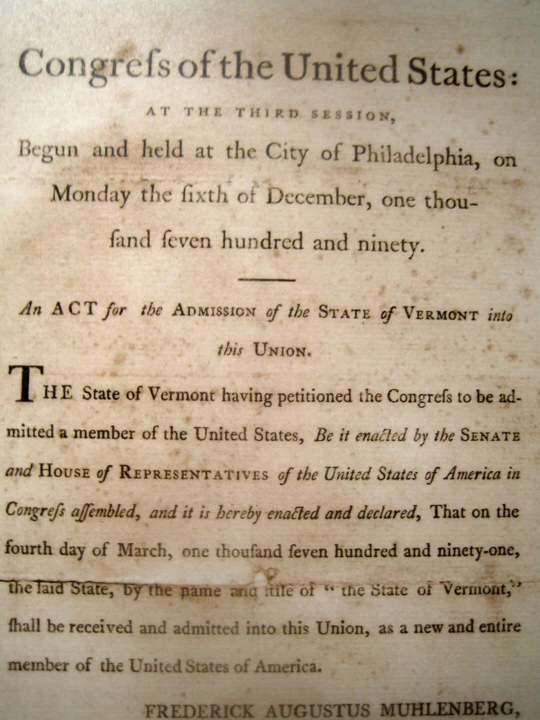 Congreſs of the United States:
AT THE THIRD SESSION,
Begun and held at the City of Philadelphia, on
Monday the ſixth of December, one thou-
ſand ſeven hundred and ninety.
An ACT for the ADMISSION of the STATE of VERMONT into
this UNION.
THE State of Vermont having petitioned the Congreſs to be ad-
mitted a member of the United States, Be it enacted by the SENATE
and HOUSE of REPRESENTATIVES of the United States of America in
Congreſs aſſembled, and it is hereby enacted and declared, That on the
fourth day of March, one thouſand ſeven hundred and ninety-one,
the ſaid State, by the name and ſtile of “ the State of Vermont,”
ſhall be received and admitted into this Union, as a new and entire
member of the United States of America.
FREDERICK AUGUSTUS MUHLENBERG,